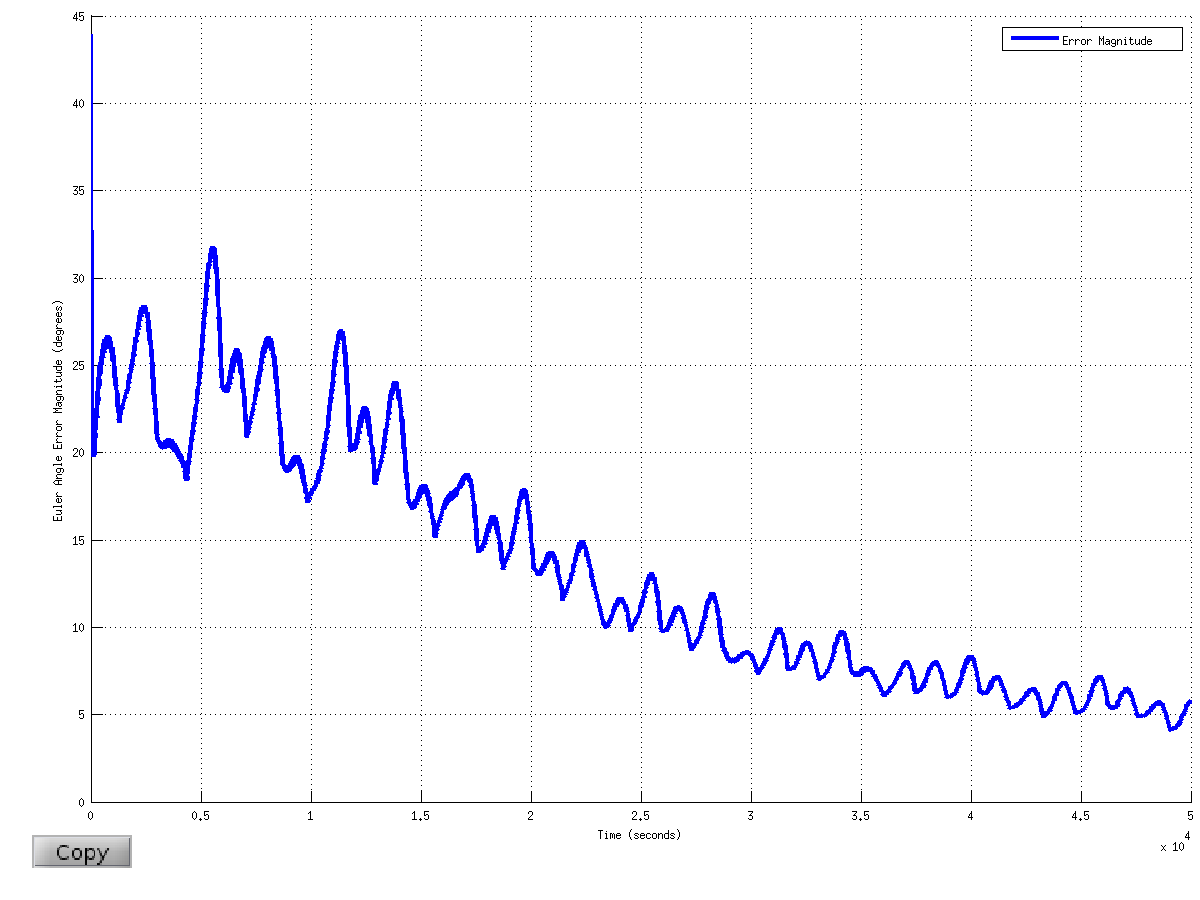 45
Error Magnitude
40
35
30
25
20
15
10
5
0
Euler Angle Error Magnitude (degrees)
0 0.5 1 1.5 2 2.5 3 3.5 4 4.5 5
Time (seconds)
x 10
4
Copy